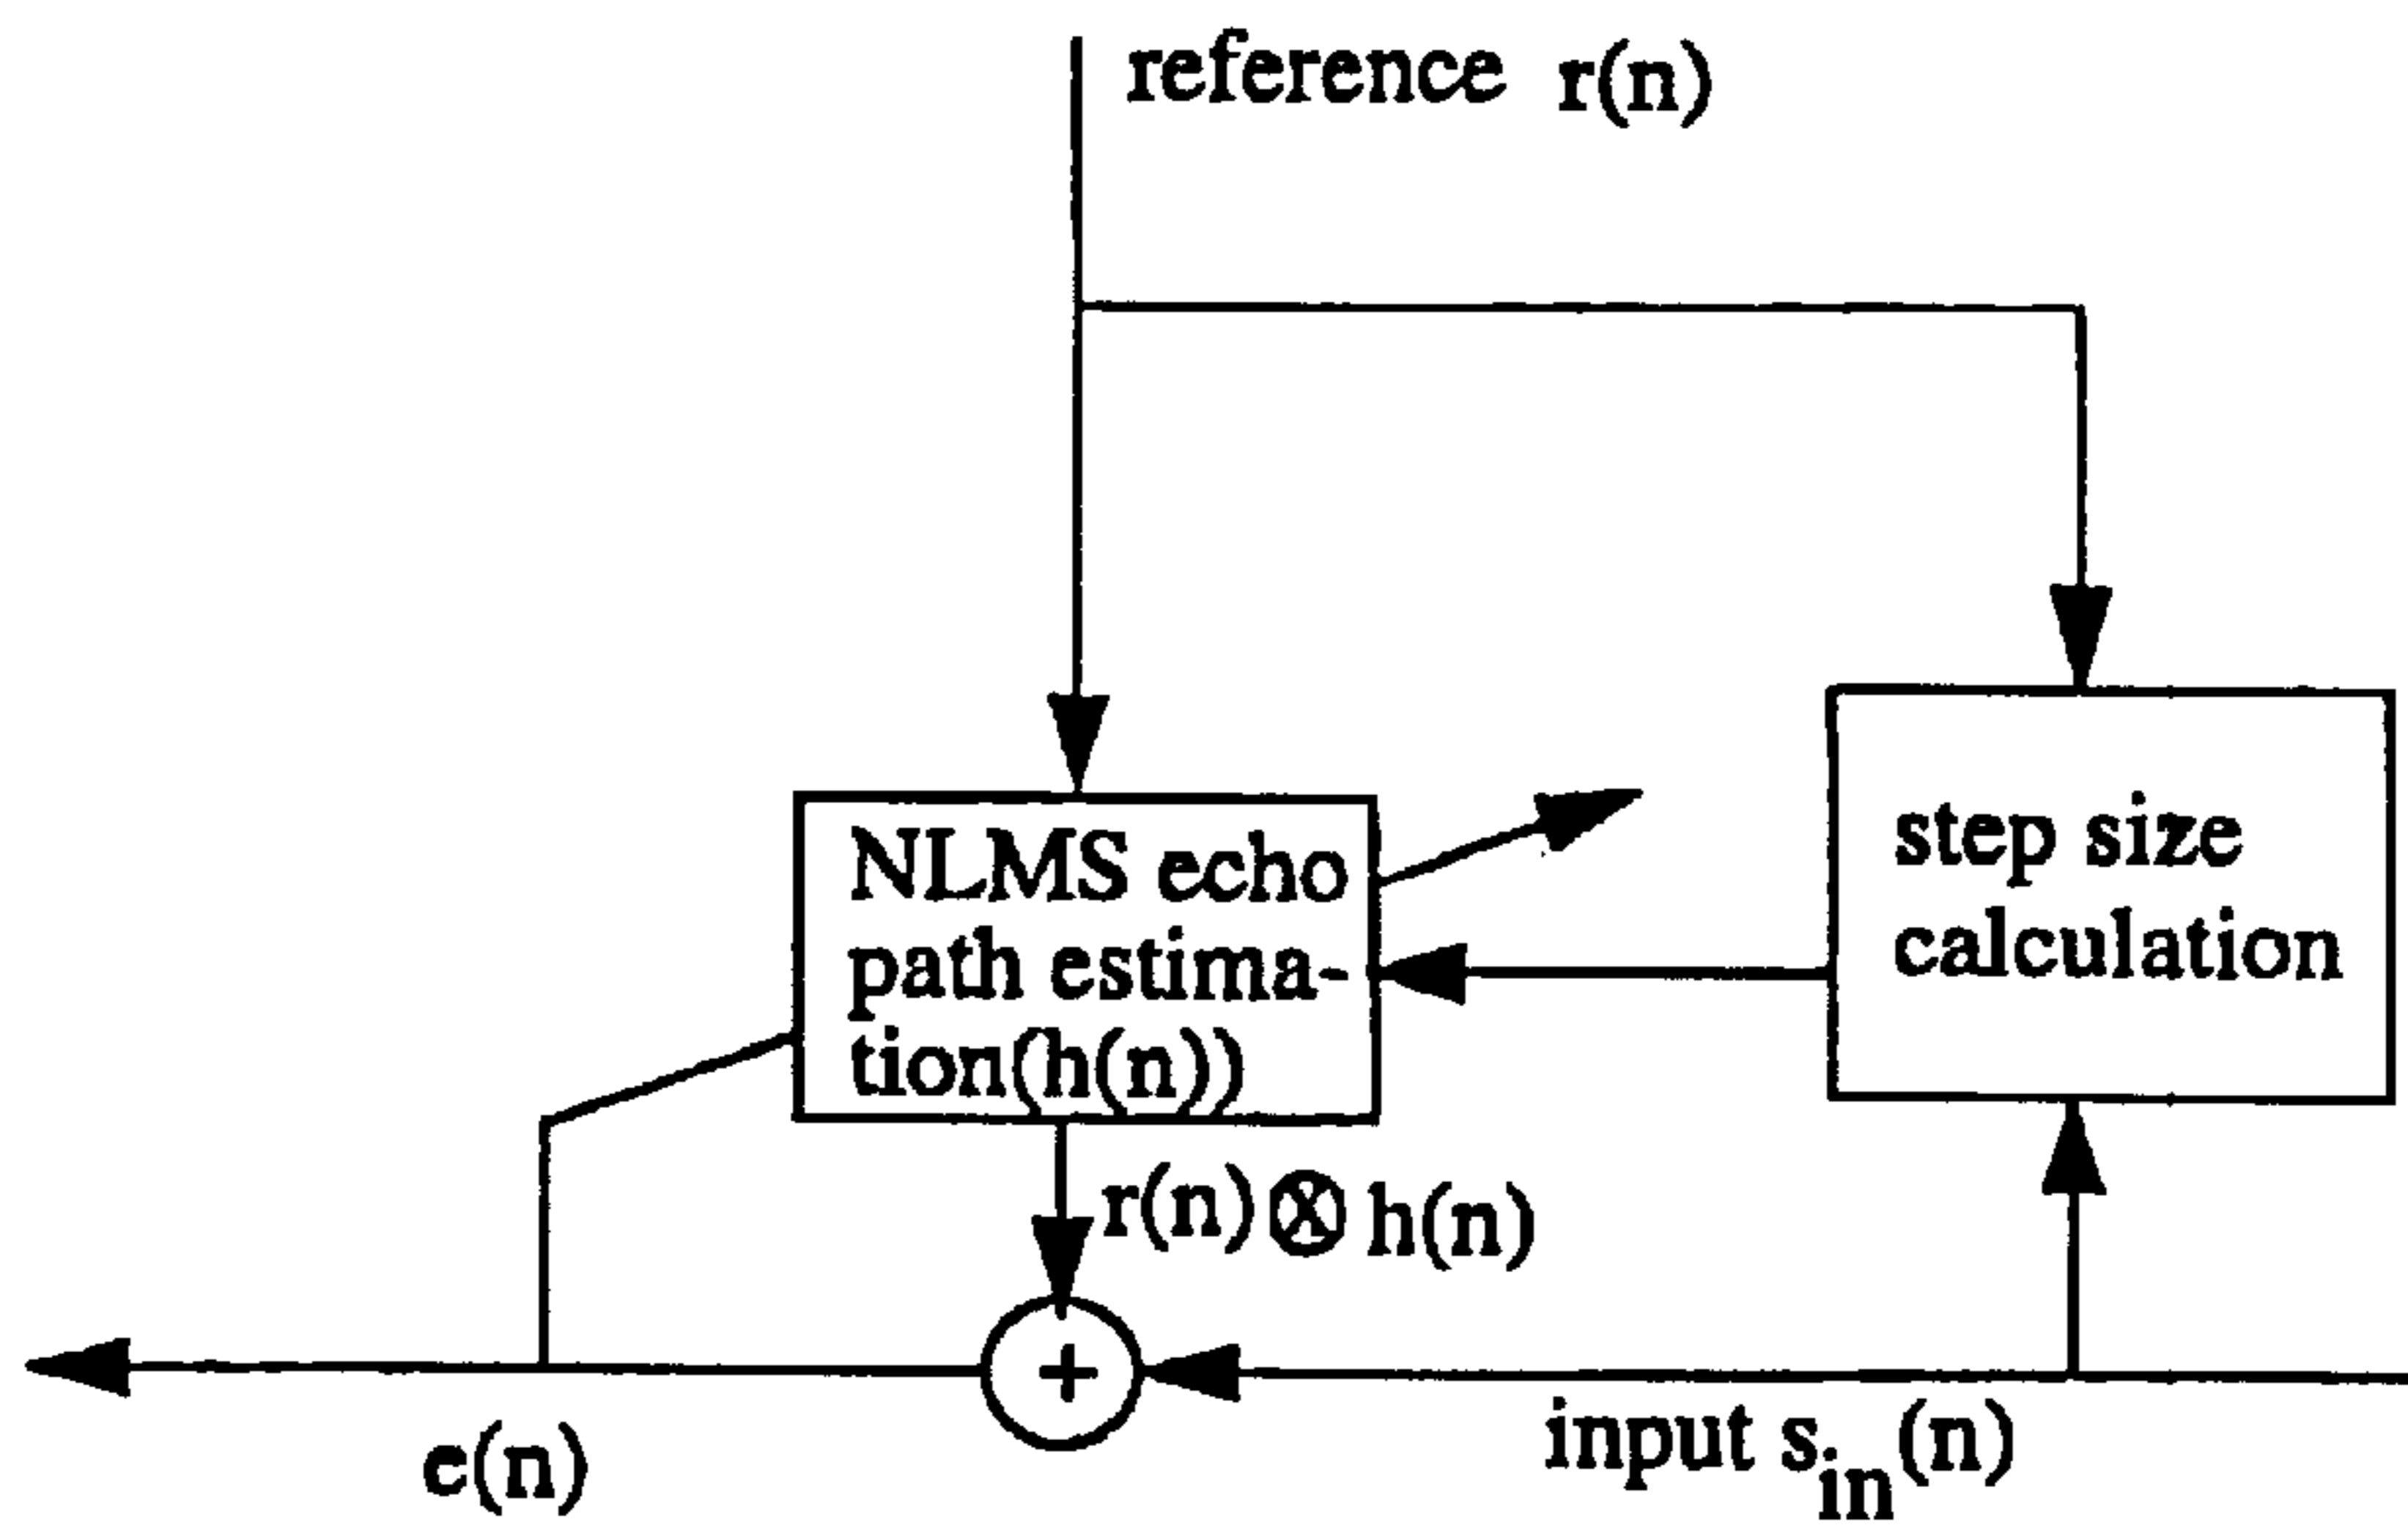 reference r(n)
NLMS echo
path estima-
tion(h(n))
step size
calculation
r(n) ⊗ h(n)
+
e(n)
input s_in(n)